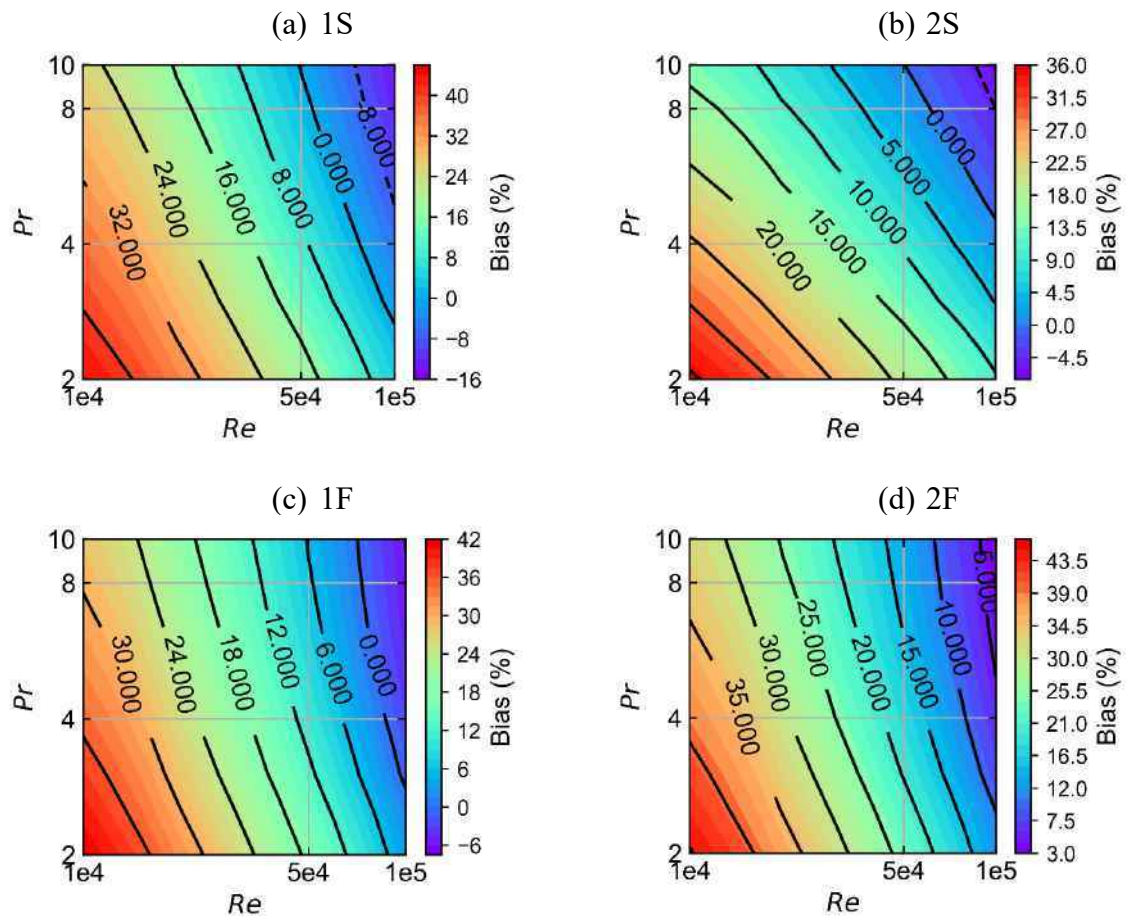 (a) 1S
10
8
4
2
1e4
5e4
1e5
Pr
Re
32.000
24.000
16.000
8.000
0.000
-8.000
40
32
24
16
8
0
−8
−16
Bias (%)
(b) 2S
10
8
4
2
1e4
5e4
1e5
Pr
Re
20.000
15.000
10.000
5.000
0.000
36.0
31.5
27.0
22.5
18.0
13.5
9.0
4.5
0.0
−4.5
Bias (%)
(c) 1F
10
8
4
2
1e4
5e4
1e5
Pr
Re
30.000
24.000
18.000
12.000
6.000
0.000
42
36
30
24
18
12
6
0
−6
Bias (%)
(d) 2F
10
8
4
2
1e4
5e4
1e5
Pr
Re
35.000
30.000
25.000
20.000
15.000
10.000
5.000
43.5
39.0
34.5
30.0
25.5
21.0
16.5
12.0
7.5
3.0
Bias (%)